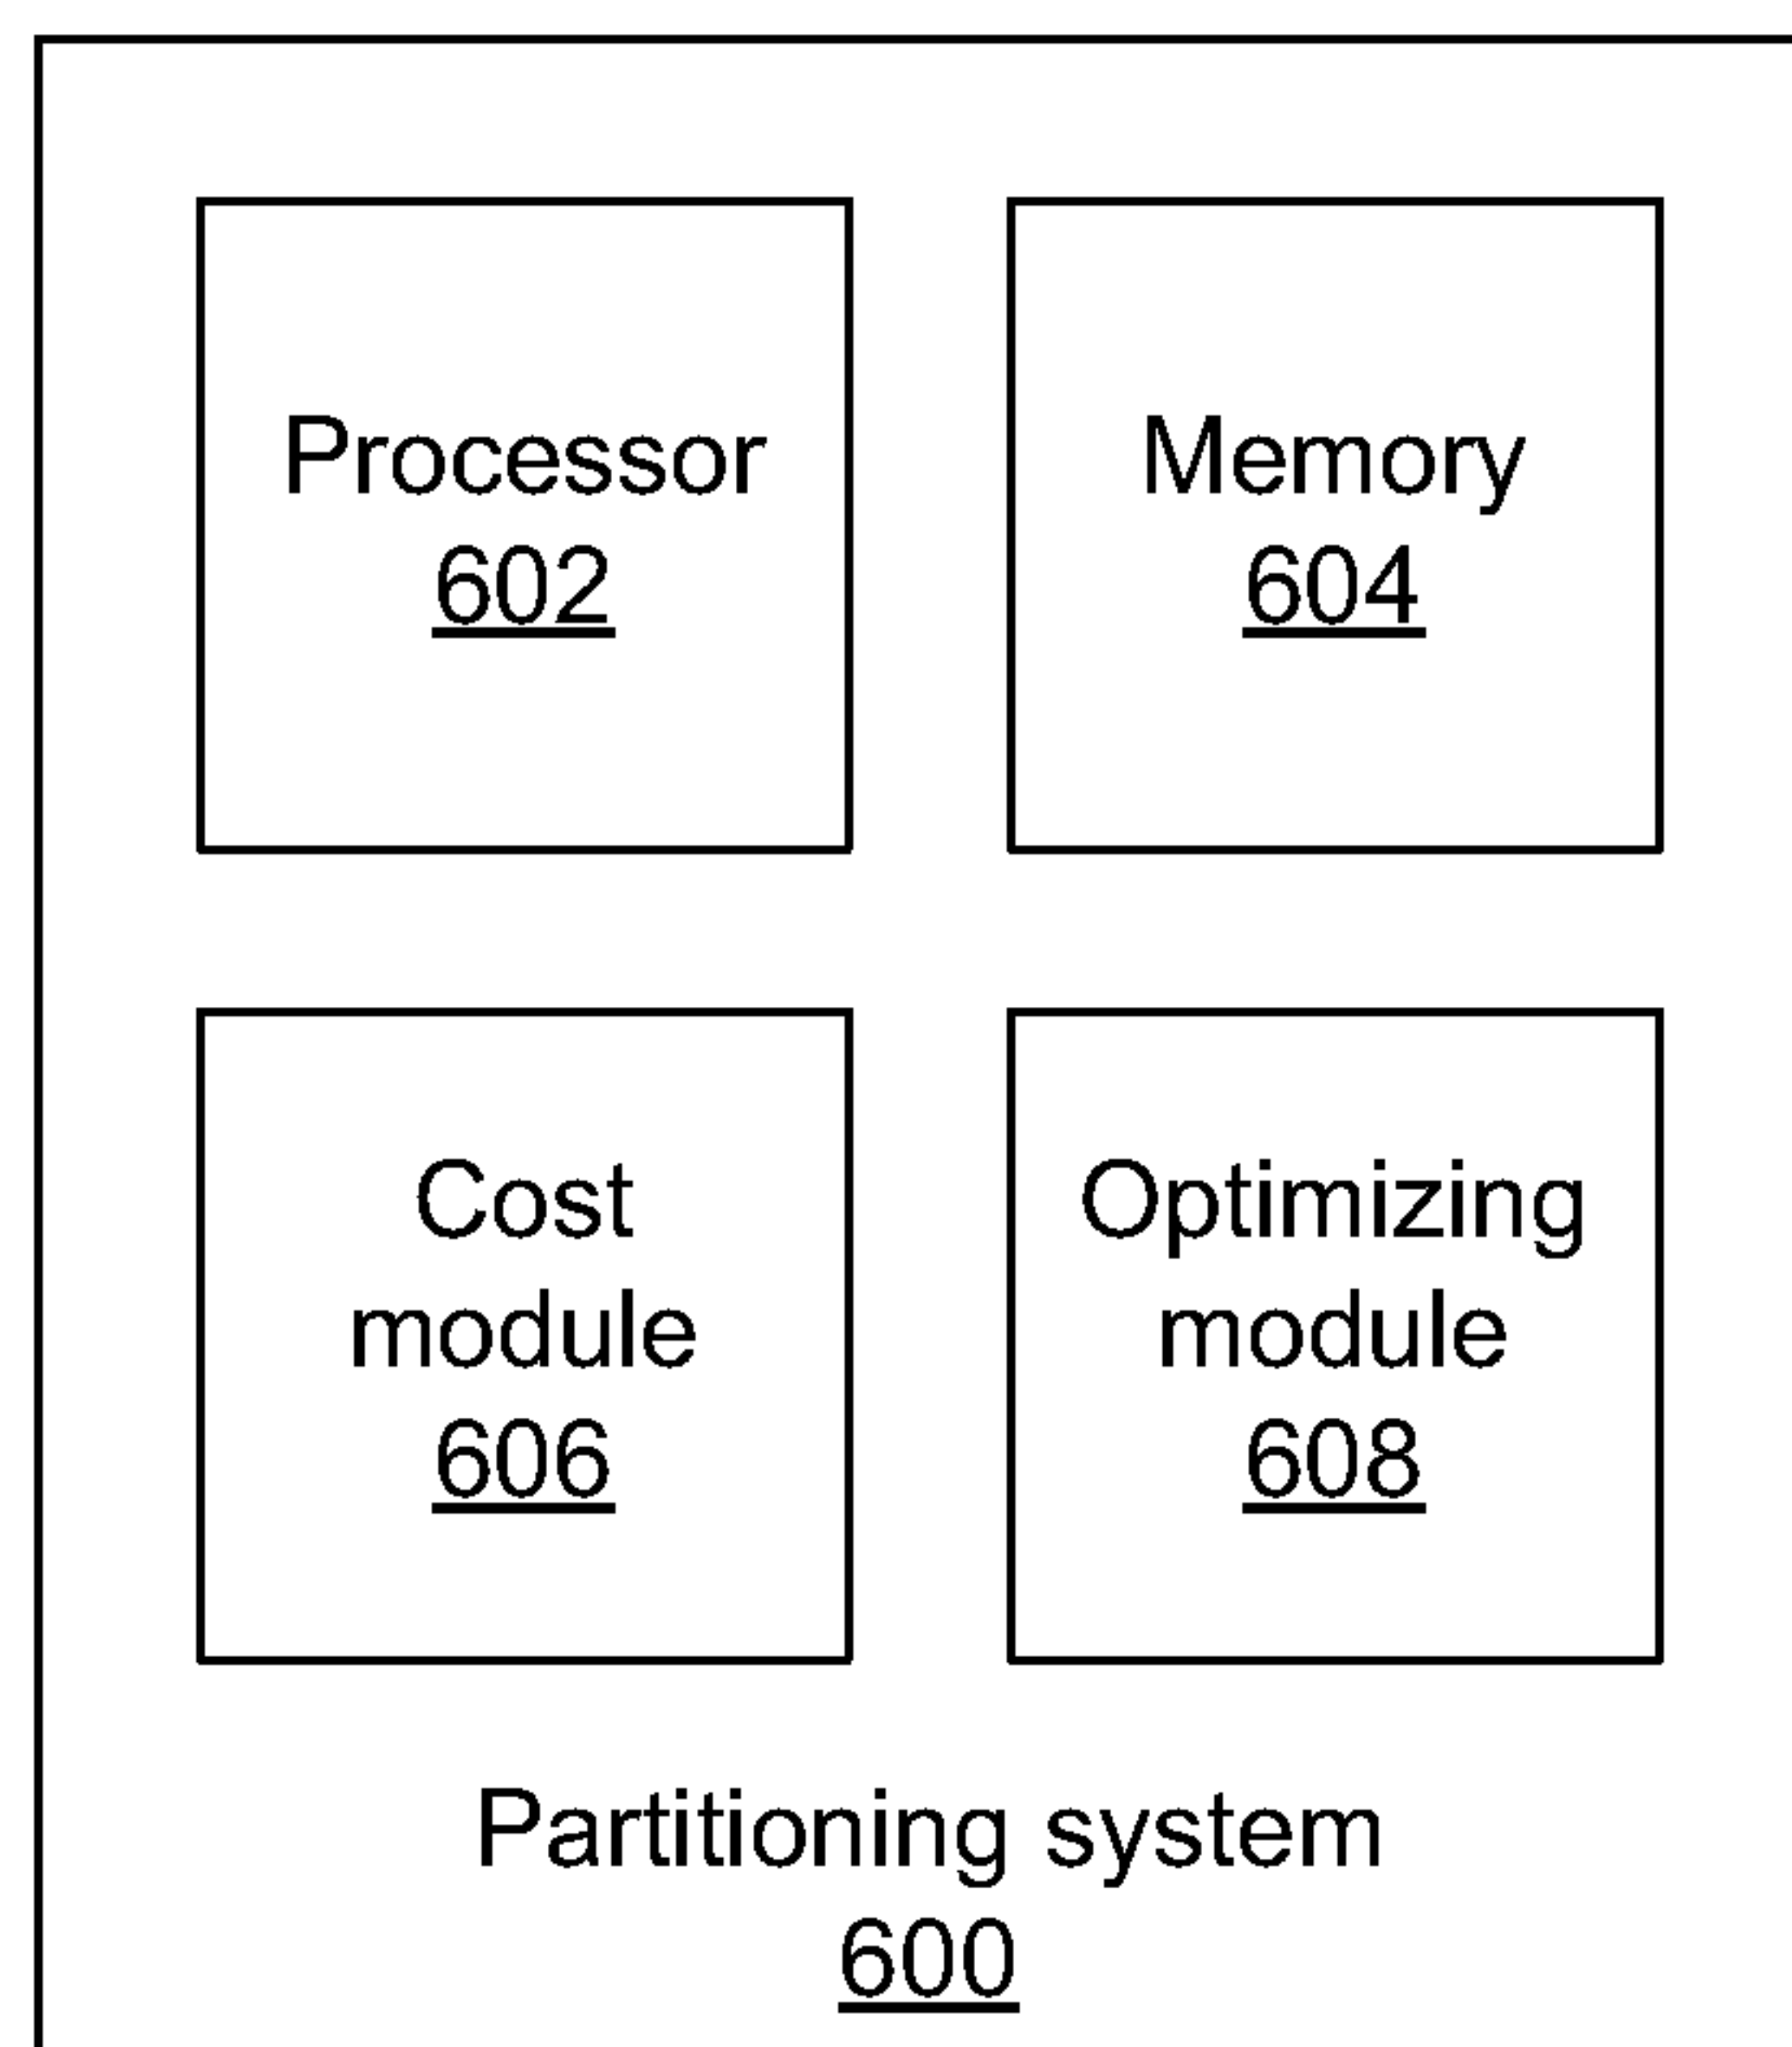 Processor
602
Memory
604
Cost
module
606
Optimizing
module
608
Partitioning system
600